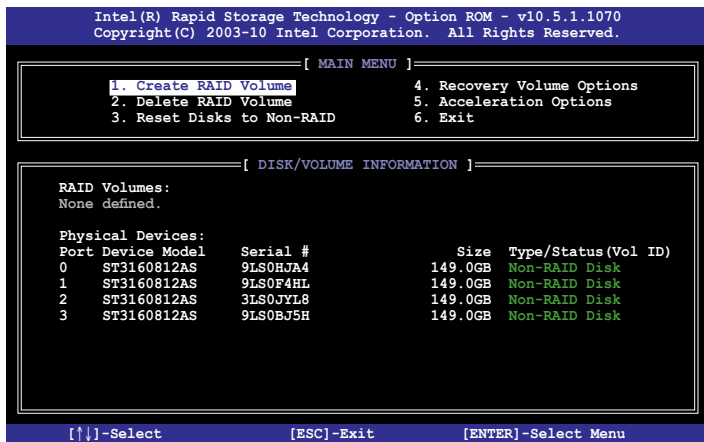 Intel(R) Rapid Storage Technology - Option ROM - v10.5.1.1070
Copyright(C) 2003-10 Intel Corporation. All Rights Reserved.
[ MAIN MENU ]
1. Create RAID Volume 4. Recovery Volume Options
2. Delete RAID Volume 5. Acceleration Options
3. Reset Disks to Non-RAID 6. Exit
[ DISK/VOLUME INFORMATION ]
RAID Volumes:
None defined.
Physical Devices:
Port Device Model Serial # Size Type/Status(Vol ID)
0 ST3160812AS 9LS0HJA4 149.0GB Non-RAID Disk
1 ST3160812AS 9LS0F4HL 149.0GB Non-RAID Disk
2 ST3160812AS 3LS0JYL8 149.0GB Non-RAID Disk
3 ST3160812AS 9LS0BJ5H 149.0GB Non-RAID Disk
[↑↓]-Select [ESC]-Exit [ENTER]-Select Menu